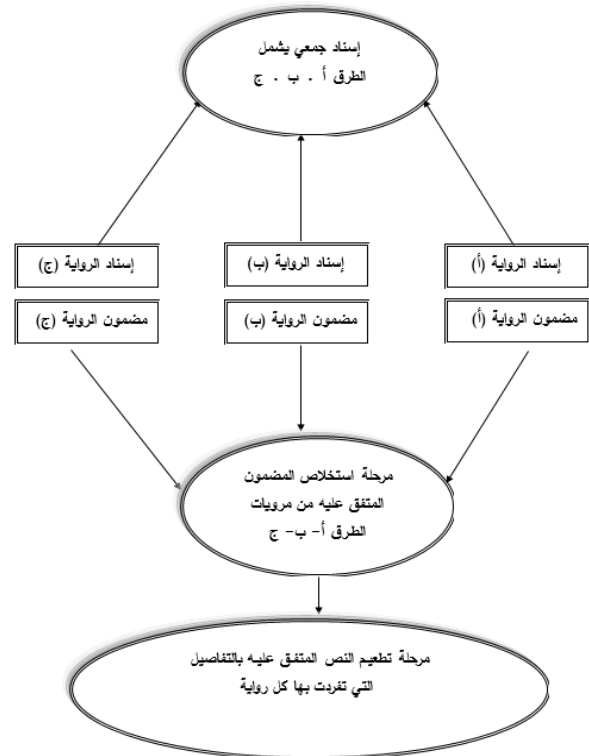 إسناد جمعي يشمل
الطرق أ . ب . ج
إسناد الرواية (أ)
إسناد الرواية (ب)
إسناد الرواية (ج)
مضمون الرواية (أ)
مضمون الرواية (ب)
مضمون الرواية (ج)
مرحلة استخلاص المضمون
المتفق عليه من مرويات
الطرق أ- ب- ج
مرحلة تطعيم النص المتفق عليه بالتفاصيل
التي تفردت بها كل رواية